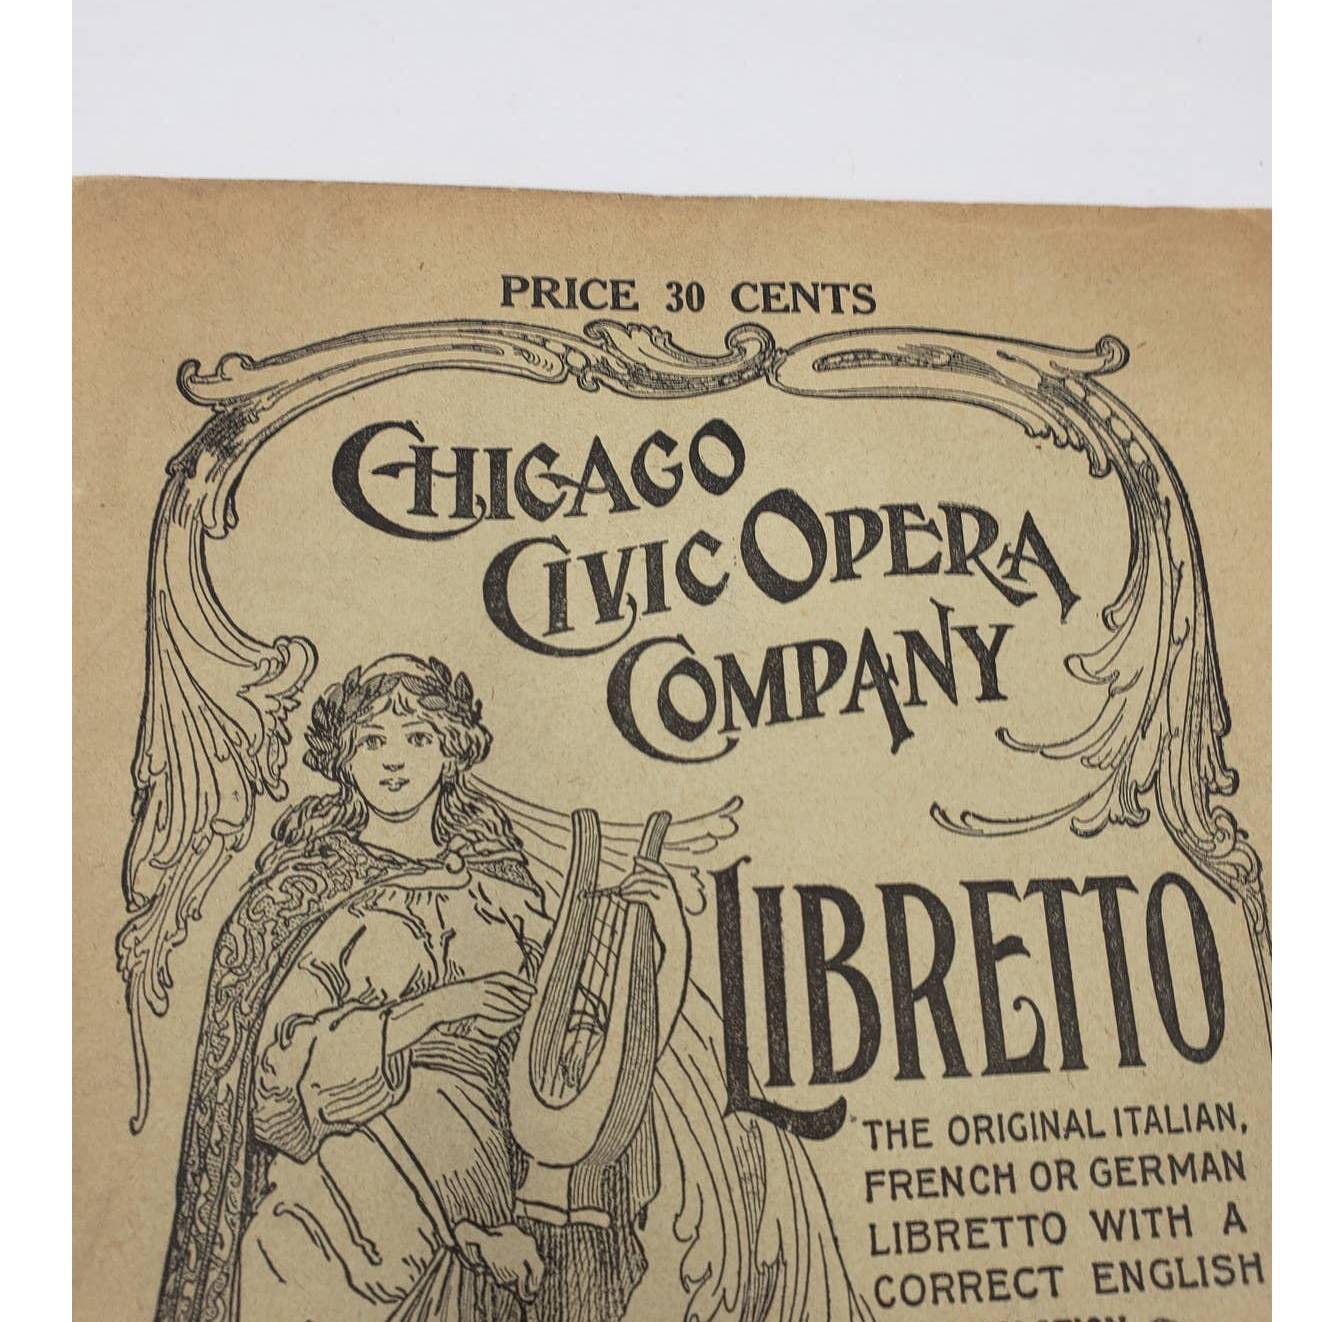 PRICE 30 CENTS
CHICAGO
CIVIC OPERA
COMPANY
LIBRETTO
THE ORIGINAL ITALIAN,
FRENCH OR GERMAN
LIBRETTO WITH A
CORRECT ENGLISH